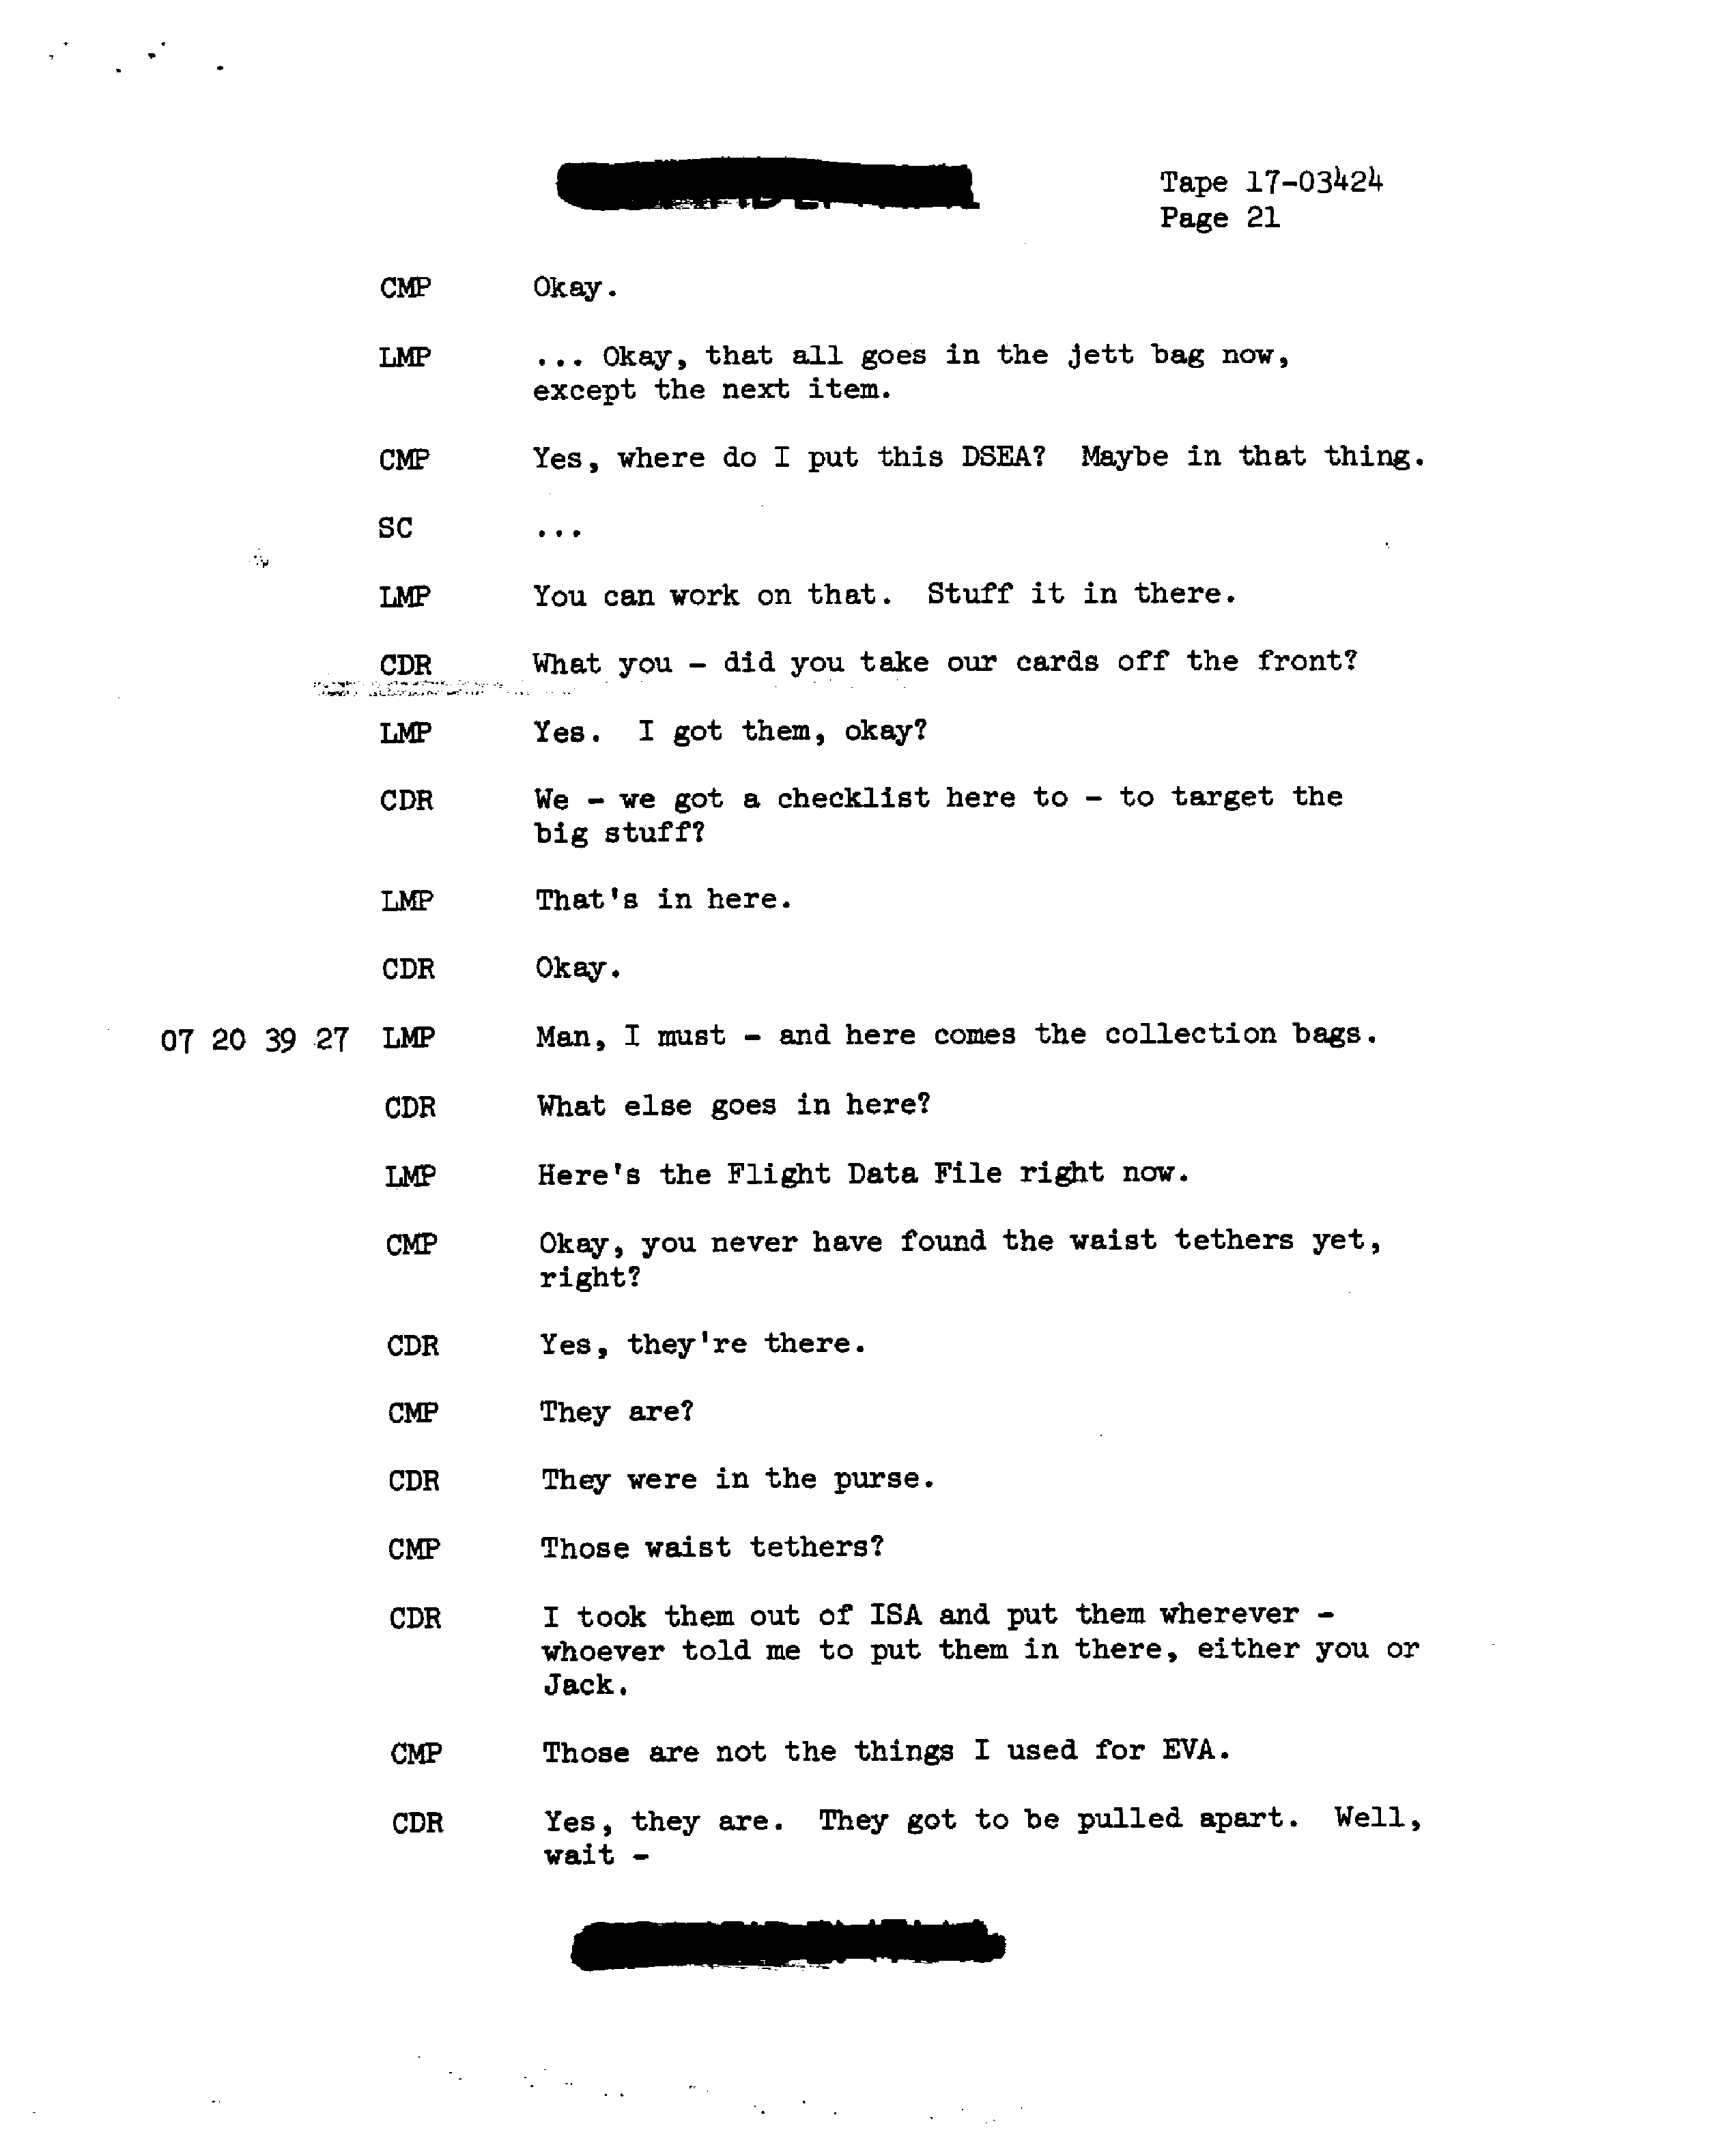 Tape 17-03424
Page 21
CMP Okay.
LMP ... Okay, that all goes in the jett bag now,
except the next item.
CMP Yes, where do I put this DSEA? Maybe in that thing.
SC ...
LMP You can work on that. Stuff it in there.
CDR What you - did you take our cards off the front?
LMP Yes. I got them, okay?
CDR We - we got a checklist here to - to target the
big stuff?
LMP That's in here.
CDR Okay.
07 20 39 27 LMP Man, I must - and here comes the collection bags.
CDR What else goes in here?
LMP Here's the Flight Data File right now.
CMP Okay, you never have found the waist tethers yet,
right?
CDR Yes, they're there.
CMP They are?
CDR They were in the purse.
CMP Those waist tethers?
CDR I took them out of ISA and put them wherever -
whoever told me to put them in there, either you or
Jack.
CMP Those are not the things I used for EVA.
CDR Yes, they are. They got to be pulled apart. Well,
wait -